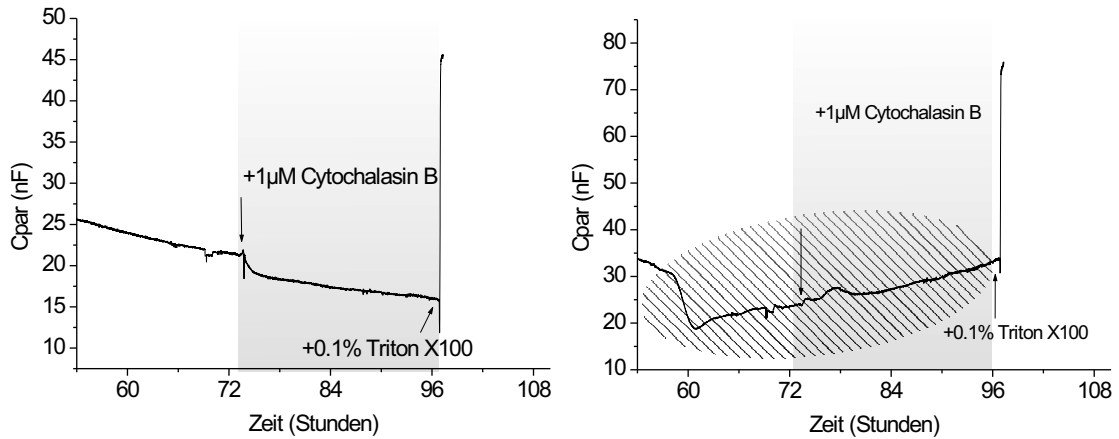 50
45
40
35
30
25
20
15
10
Cpar (nF)
+1µM Cytochalasin B
+0.1% Triton X100
60 72 84 96 108
Zeit (Stunden)
80
70
60
50
40
30
20
10
Cpar (nF)
+1µM Cytochalasin B
+0.1% Triton X100
60 72 84 96 108
Zeit (Stunden)